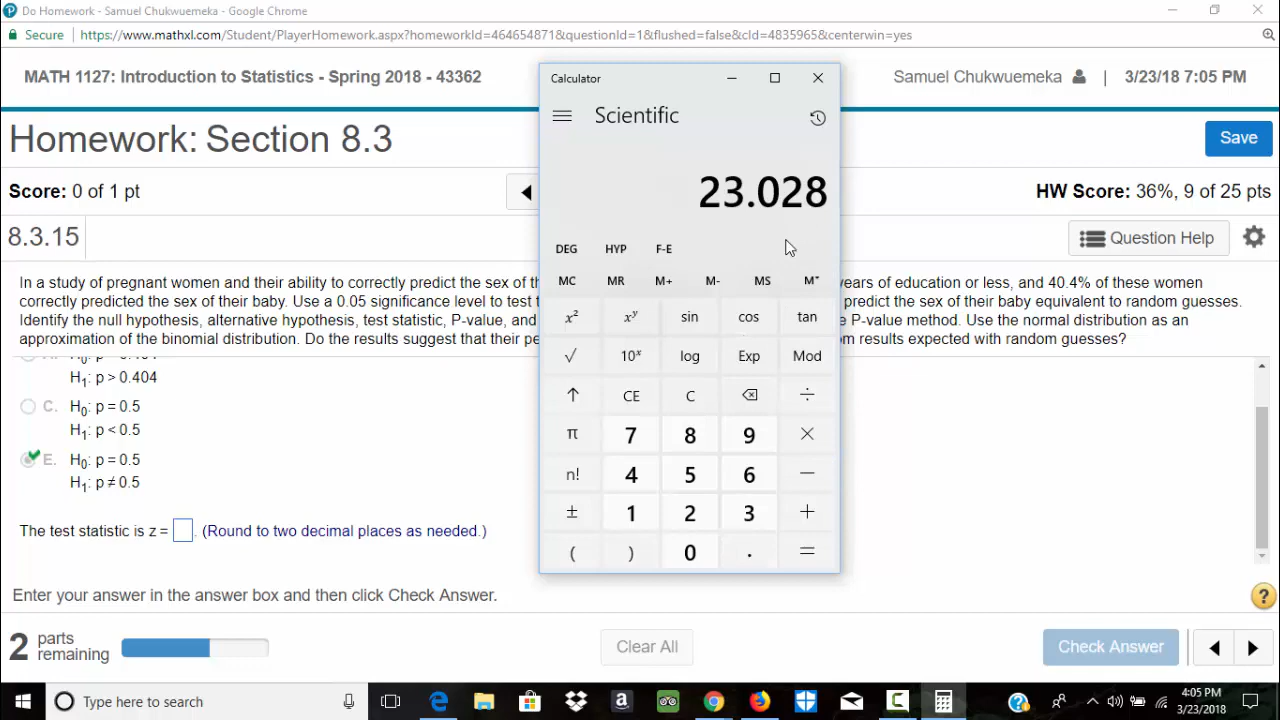 Do Homework - Samuel Chukwuemeka - Google Chrome
Secure | https://www.mathxl.com/Student/PlayerHomework.aspx?homeworkId=464654871&questionId=1&flushed=false&cId=4835965&centerwin=yes
MATH 1127: Introduction to Statistics - Spring 2018 - 43362
Samuel Chukwuemeka | 3/23/18 7:05 PM
Homework: Section 8.3
Save
Score: 0 of 1 pt
HW Score: 36%, 9 of 25 pts
8.3.15
Question Help
In a study of pregnant women and their ability to correctly predict the sex of th
years of education or less, and 40.4% of these women
correctly predicted the sex of their baby. Use a 0.05 significance level to test t
predict the sex of their baby equivalent to random guesses.
Identify the null hypothesis, alternative hypothesis, test statistic, P-value, and
e P-value method. Use the normal distribution as an
approximation of the binomial distribution. Do the results suggest that their pe
m results expected with random guesses?
H₁: p > 0.404
C. H₀: p = 0.5
H₁: p < 0.5
E. H₀: p = 0.5
H₁: p ≠ 0.5
The test statistic is z = . (Round to two decimal places as needed.)
Enter your answer in the answer box and then click Check Answer.
2 parts
remaining
Clear All
Check Answer
?
Calculator
Scientific
23.028
DEG HYP F-E
MC MR M+ M- MS M˅
x² xʸ sin cos tan
√ 10ˣ log Exp Mod
↑ CE C ⌫ ÷
π 7 8 9 ×
n! 4 5 6 −
± 1 2 3 +
( ) 0 . =
Type here to search
4:05 PM
3/23/2018